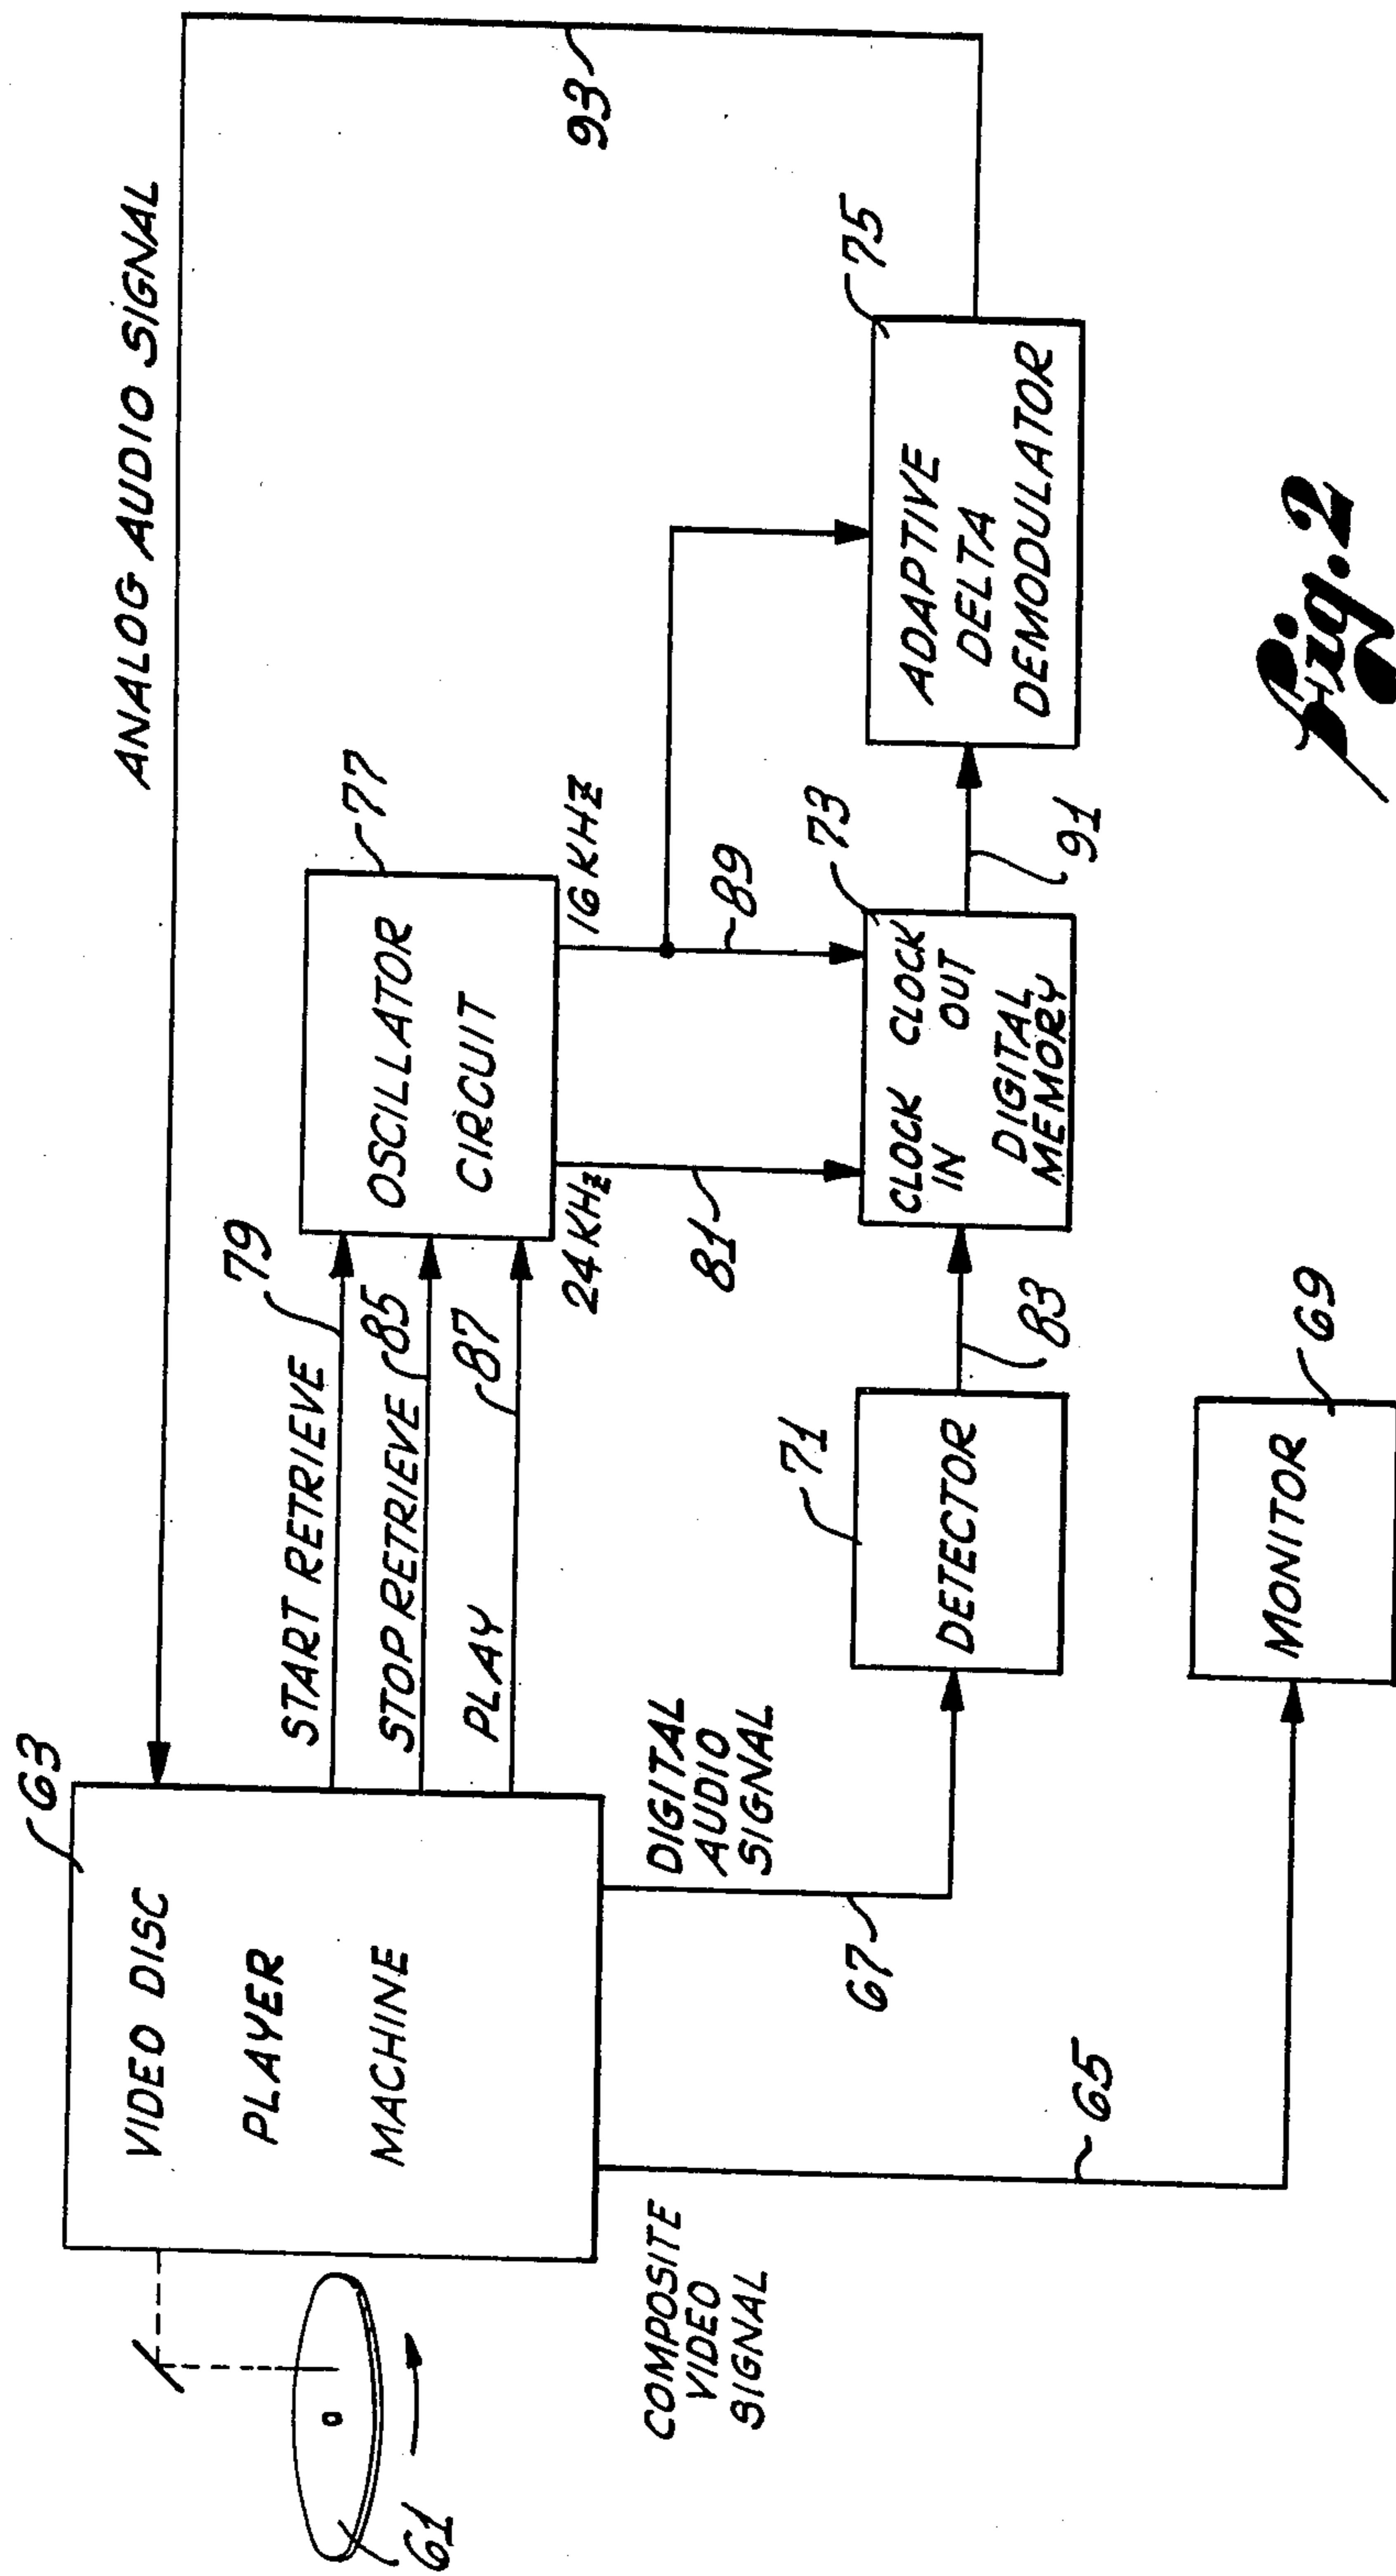 ANALOG AUDIO SIGNAL
93
63
VIDEO DISC
PLAYER
MACHINE
61
START RETRIEVE
79
STOP RETRIEVE
85
PLAY
87
OSCILLATOR
CIRCUIT
77
24 KHz
16 KHZ
81
89
COMPOSITE
VIDEO
SIGNAL
DIGITAL
AUDIO
SIGNAL
67
65
71
DETECTOR
83
CLOCK
IN
CLOCK
OUT
DIGITAL
MEMORY
73
91
ADAPTIVE
DELTA
DEMODULATOR
75
MONITOR
69
Fig. 2